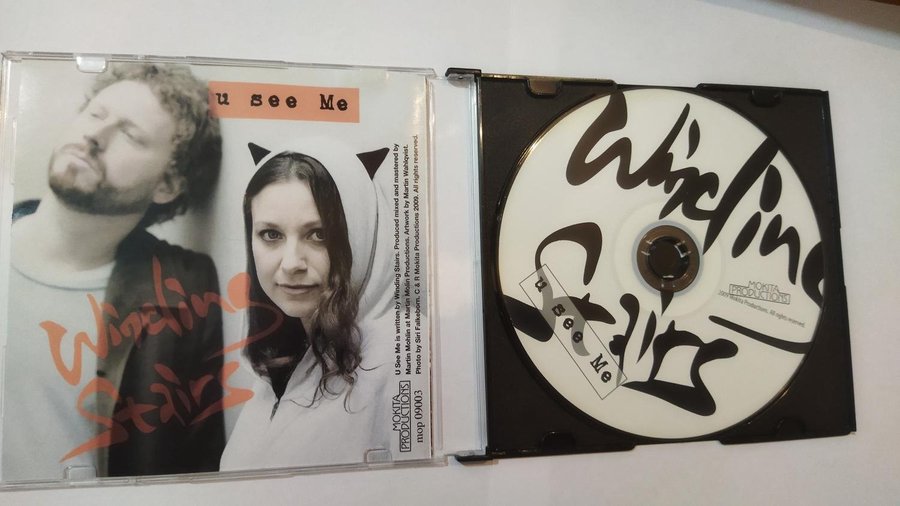 u see Me
Winding
Stairs
U See Me is written by Winding Stairs. Produced mixed and mastered by
Martin Mohlin at Martin Molin Productions. Artwork by Martin Wahlqvist.
Photo by Siri Falkeborn. C & R Mokita Productions 2009. All rights reserved.
MOKITA
PRODUCTIONS
mop 09003
Winding
Stairs
u see Me
MOKITA
PRODUCTIONS
2009 Mokita Productions. All rights reserved.